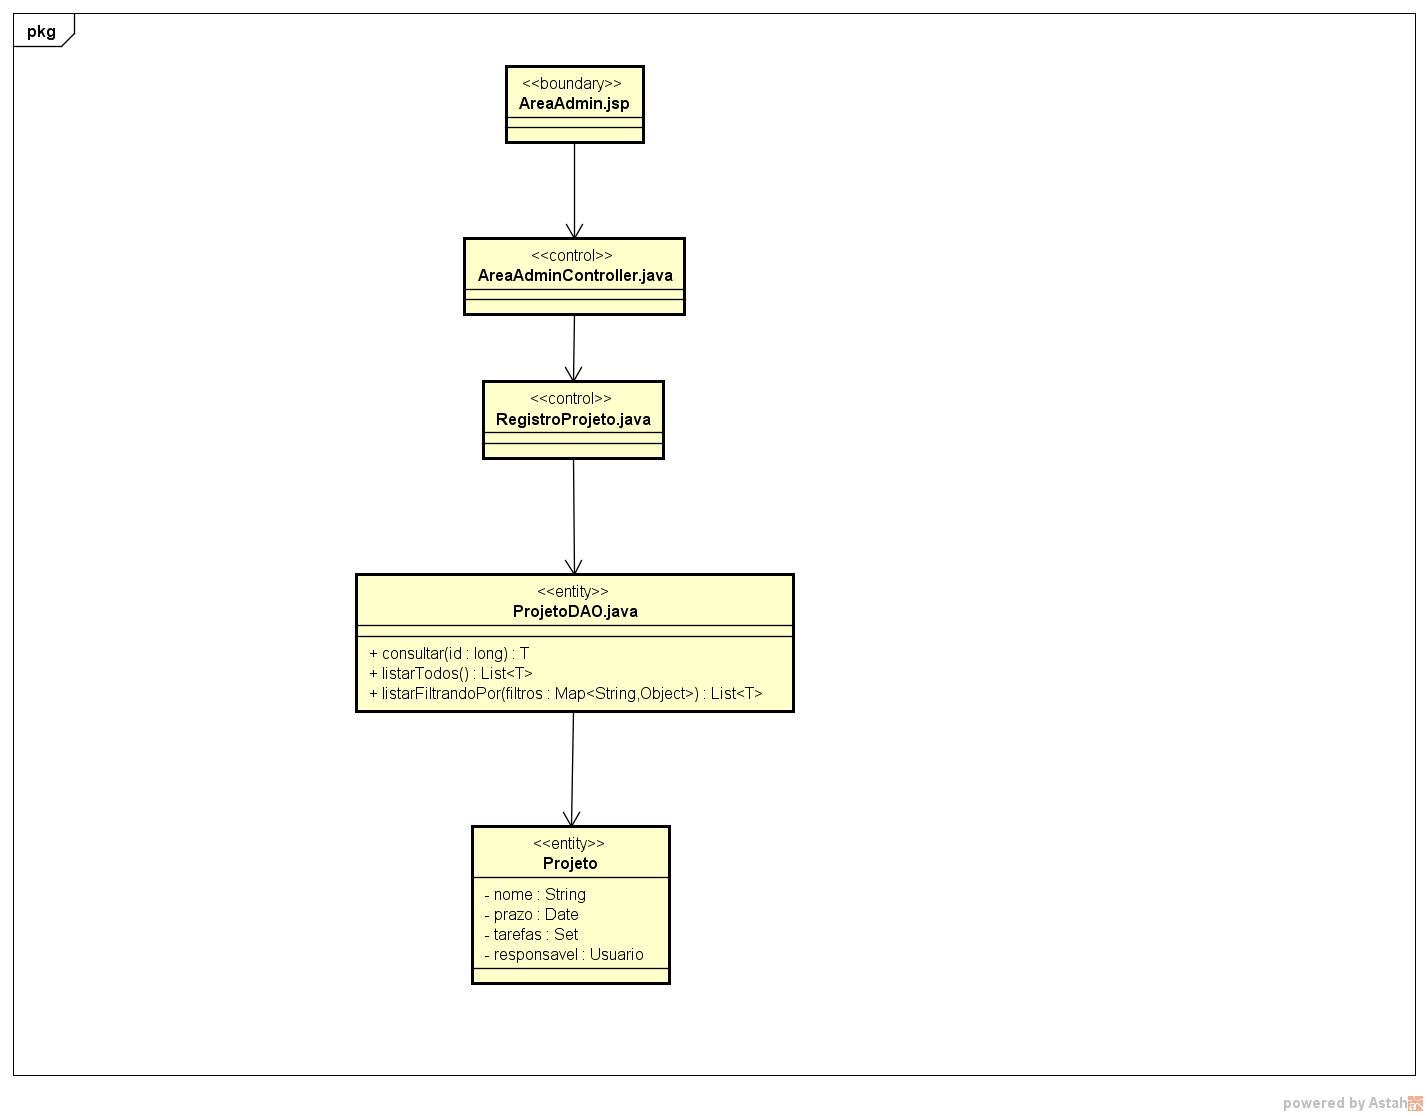 pkg
<<boundary>>
AreaAdmin.jsp
<<control>>
AreaAdminController.java
<<control>>
RegistroProjeto.java
<<entity>>
ProjetoDAO.java
+ consultar(id : long) : T
+ listarTodos() : List<T>
+ listarFiltrandoPor(filtros : Map<String,Object>) : List<T>
<<entity>>
Projeto
- nome : String
- prazo : Date
- tarefas : Set
- responsavel : Usuario
powered by Astah